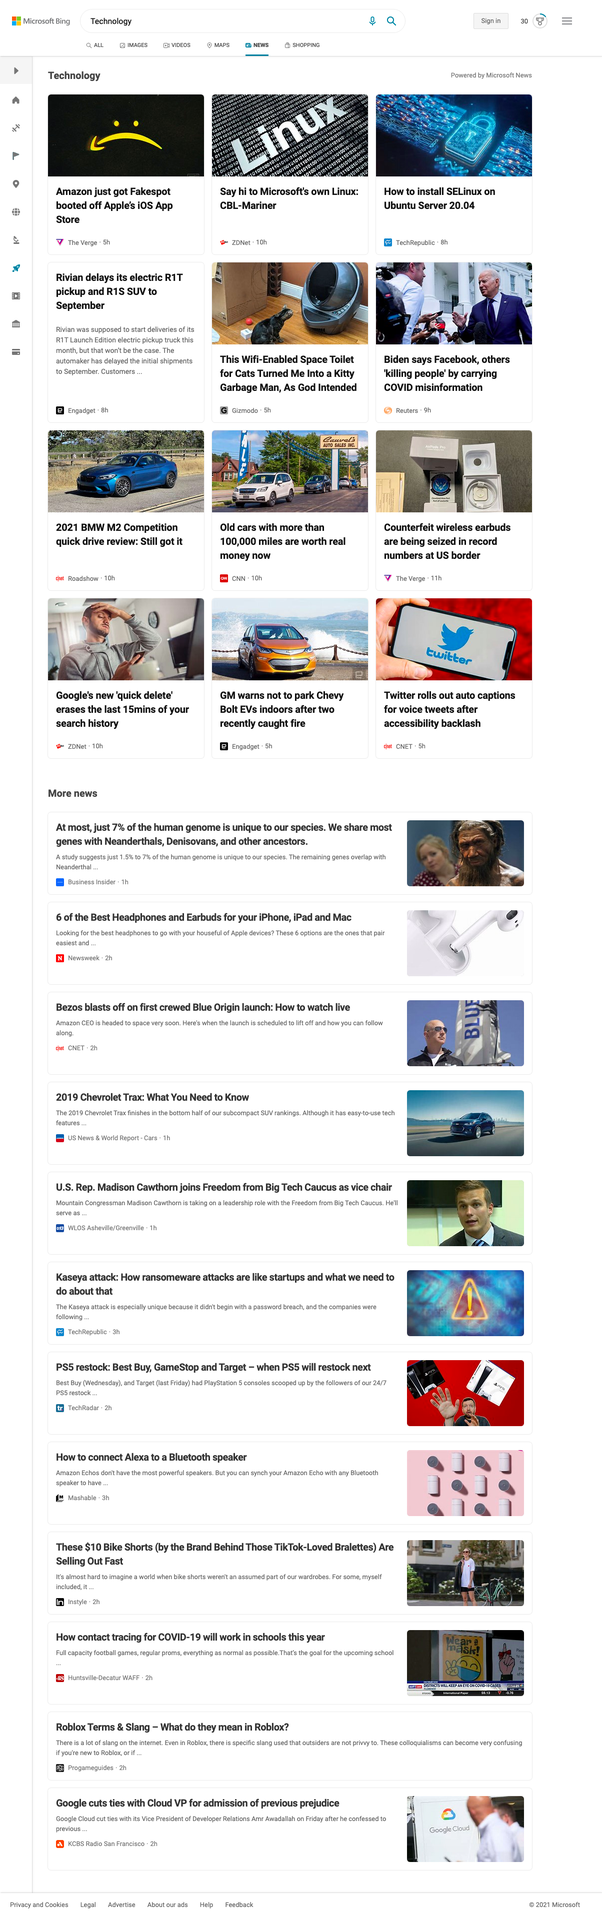 Microsoft Bing
Technology
Sign in
30
ALL
IMAGES
VIDEOS
MAPS
NEWS
SHOPPING
Technology
Powered by Microsoft News
Amazon just got Fakespot
booted off Apple's iOS App
Store
The Verge · 5h
Linux
Say hi to Microsoft's own Linux:
CBL-Mariner
ZDNet · 10h
How to install SELinux on
Ubuntu Server 20.04
TechRepublic · 8h
Rivian delays its electric R1T
pickup and R1S SUV to
September
Rivian was supposed to start deliveries of its
R1T Launch Edition electric pickup truck this
month, but that won't be the case. The
automaker has delayed the initial shipments
to September. Customers ...
Engadget · 8h
This Wifi-Enabled Space Toilet
for Cats Turned Me Into a Kitty
Garbage Man, As God Intended
Gizmodo · 5h
Biden says Facebook, others
'killing people' by carrying
COVID misinformation
Reuters · 9h
2021 BMW M2 Competition
quick drive review: Still got it
Roadshow · 10h
AUTO SALES INC.
Old cars with more than
100,000 miles are worth real
money now
CNN · 10h
Counterfeit wireless earbuds
are being seized in record
numbers at US border
The Verge · 11h
Google's new 'quick delete'
erases the last 15mins of your
search history
ZDNet · 10h
GM warns not to park Chevy
Bolt EVs indoors after two
recently caught fire
Engadget · 5h
twitter
Twitter rolls out auto captions
for voice tweets after
accessibility backlash
CNET · 5h
More news
At most, just 7% of the human genome is unique to our species. We share most
genes with Neanderthals, Denisovans, and other ancestors.
A study suggests just 1.5% to 7% of the human genome is unique to our species. The remaining genes overlap with
Neanderthal ...
Business Insider · 1h
6 of the Best Headphones and Earbuds for your iPhone, iPad and Mac
Looking for the best headphones to go with your houseful of Apple devices? These 6 options are the ones that pair
easiest and ...
Newsweek · 2h
Bezos blasts off on first crewed Blue Origin launch: How to watch live
Amazon CEO is headed to space very soon. Here's when the launch is scheduled to lift off and how you can follow
along.
CNET · 2h
BLUE
2019 Chevrolet Trax: What You Need to Know
The 2019 Chevrolet Trax finishes in the bottom half of our subcompact SUV rankings. Although it has easy-to-use tech
features ...
US News & World Report - Cars · 1h
U.S. Rep. Madison Cawthorn joins Freedom from Big Tech Caucus as vice chair
Mountain Congressman Madison Cawthorn is taking on a leadership role with the Freedom from Big Tech Caucus. He'll
serve as ...
WLOS Asheville/Greenville · 1h
Kaseya attack: How ransomeware attacks are like startups and what we need to
do about that
The Kaseya attack is especially unique because it didn't begin with a password breach, and the companies were
following ...
TechRepublic · 3h
PS5 restock: Best Buy, GameStop and Target – when PS5 will restock next
Best Buy (Wednesday), and Target (last Friday) had PlayStation 5 consoles scooped up by the followers of our 24/7
PS5 restock ...
TechRadar · 2h
How to connect Alexa to a Bluetooth speaker
Amazon Echos don't have the most powerful speakers. But you can synch your Amazon Echo with any Bluetooth
speaker to have ...
Mashable · 3h
These $10 Bike Shorts (by the Brand Behind Those TikTok-Loved Bralettes) Are
Selling Out Fast
It's almost hard to imagine a world when bike shorts weren't an assumed part of our wardrobes. For some, myself
included, it ...
Instyle · 2h
How contact tracing for COVID-19 will work in schools this year
Full capacity football games, regular proms, everything as normal as possible.That's the goal for the upcoming school
...
Huntsville-Decatur WAFF · 2h
Wear a
mask!
DISTRICTS WILL KEEP AN EYE ON COVID-19 CASES
International Paper
Roblox Terms & Slang – What do they mean in Roblox?
There is a lot of slang on the internet. Even in Roblox, there is specific slang used that outsiders are not privvy to. These colloquialisms can become very confusing
if you're new to Roblox, or if ...
Progameguides · 2h
Google cuts ties with Cloud VP for admission of previous prejudice
Google Cloud cut ties with its Vice President of Developer Relations Amr Awadallah on Friday after he confessed to
previous ...
KCBS Radio San Francisco · 2h
Google Cloud
Privacy and Cookies
Legal
Advertise
About our ads
Help
Feedback
© 2021 Microsoft